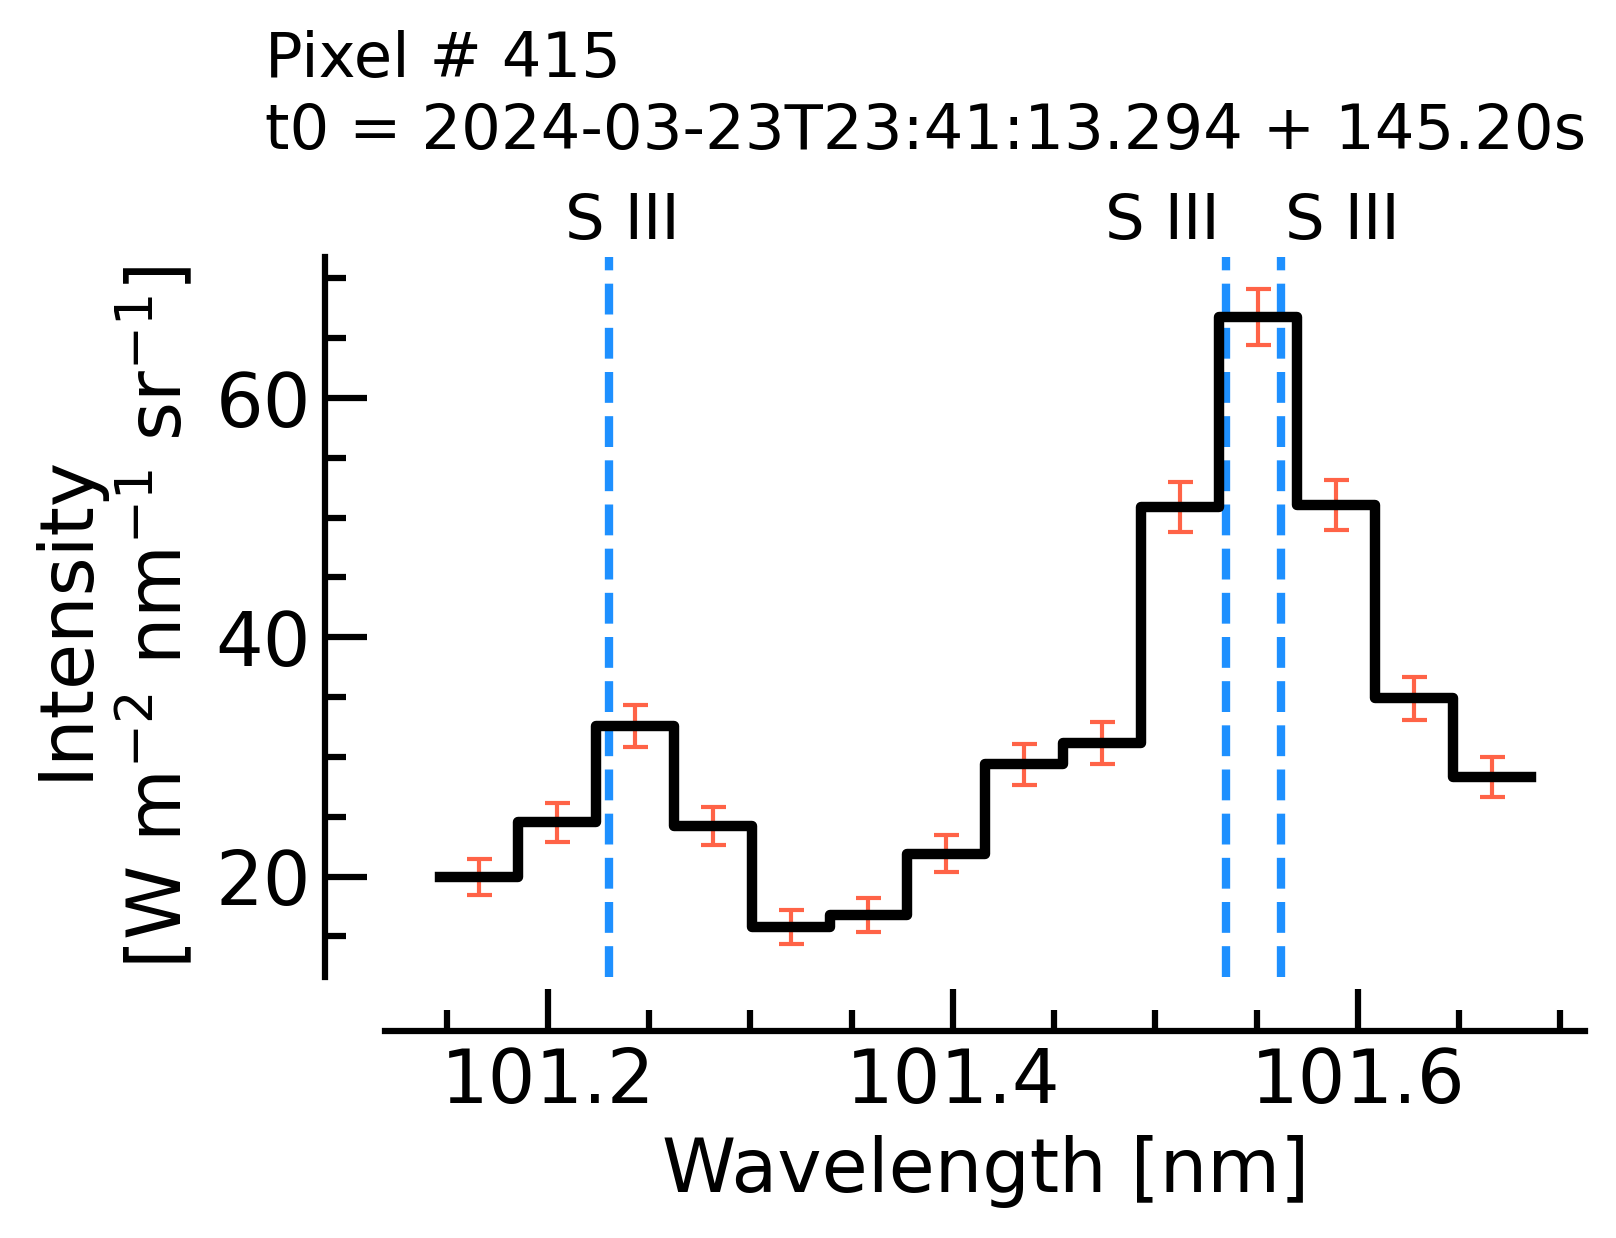 Pixel # 415
t0 = 2024-03-23T23:41:13.294 + 145.20s
S III S III S III
Intensity
[W m⁻² nm⁻¹ sr⁻¹]
60
40
20
101.2 101.4 101.6
Wavelength [nm]